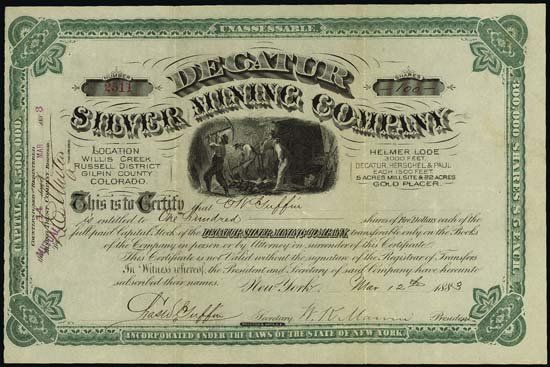 UNASSESSABLE.
NUMBER
2511
DECATUR
SHARES
100
SILVER MINING COMPANY
LOCATION
WILLIS CREEK
RUSSELL DISTRICT
GILPIN COUNTY
COLORADO.
HELMER LODE
3000 FEET.
DECATUR, HERSCHEL & PAUL
EACH 1500 FEET
5 ACRES MILLSITE & 22 ACRES
GOLD PLACER.
This is to Certify that
is entitled to One hundred shares of Five Dollars each of the
full paid Capital Stock of the DECATUR SILVER MINING COMPANY, transferable only on the Books
of the Company in person or by Attorney on surrender of this Certificate.
This Certificate is not Valid without the signature of the Registrar of Transfers
In Witness whereof, the President and Secretary of said Company have hereunto
subscribed their names. New York, Mar 12th 1883
Secretary
INCORPORATED UNDER THE LAWS OF THE STATE OF NEW YORK.
CAPITAL $1,500,000.
300,000 SHARES
MAR